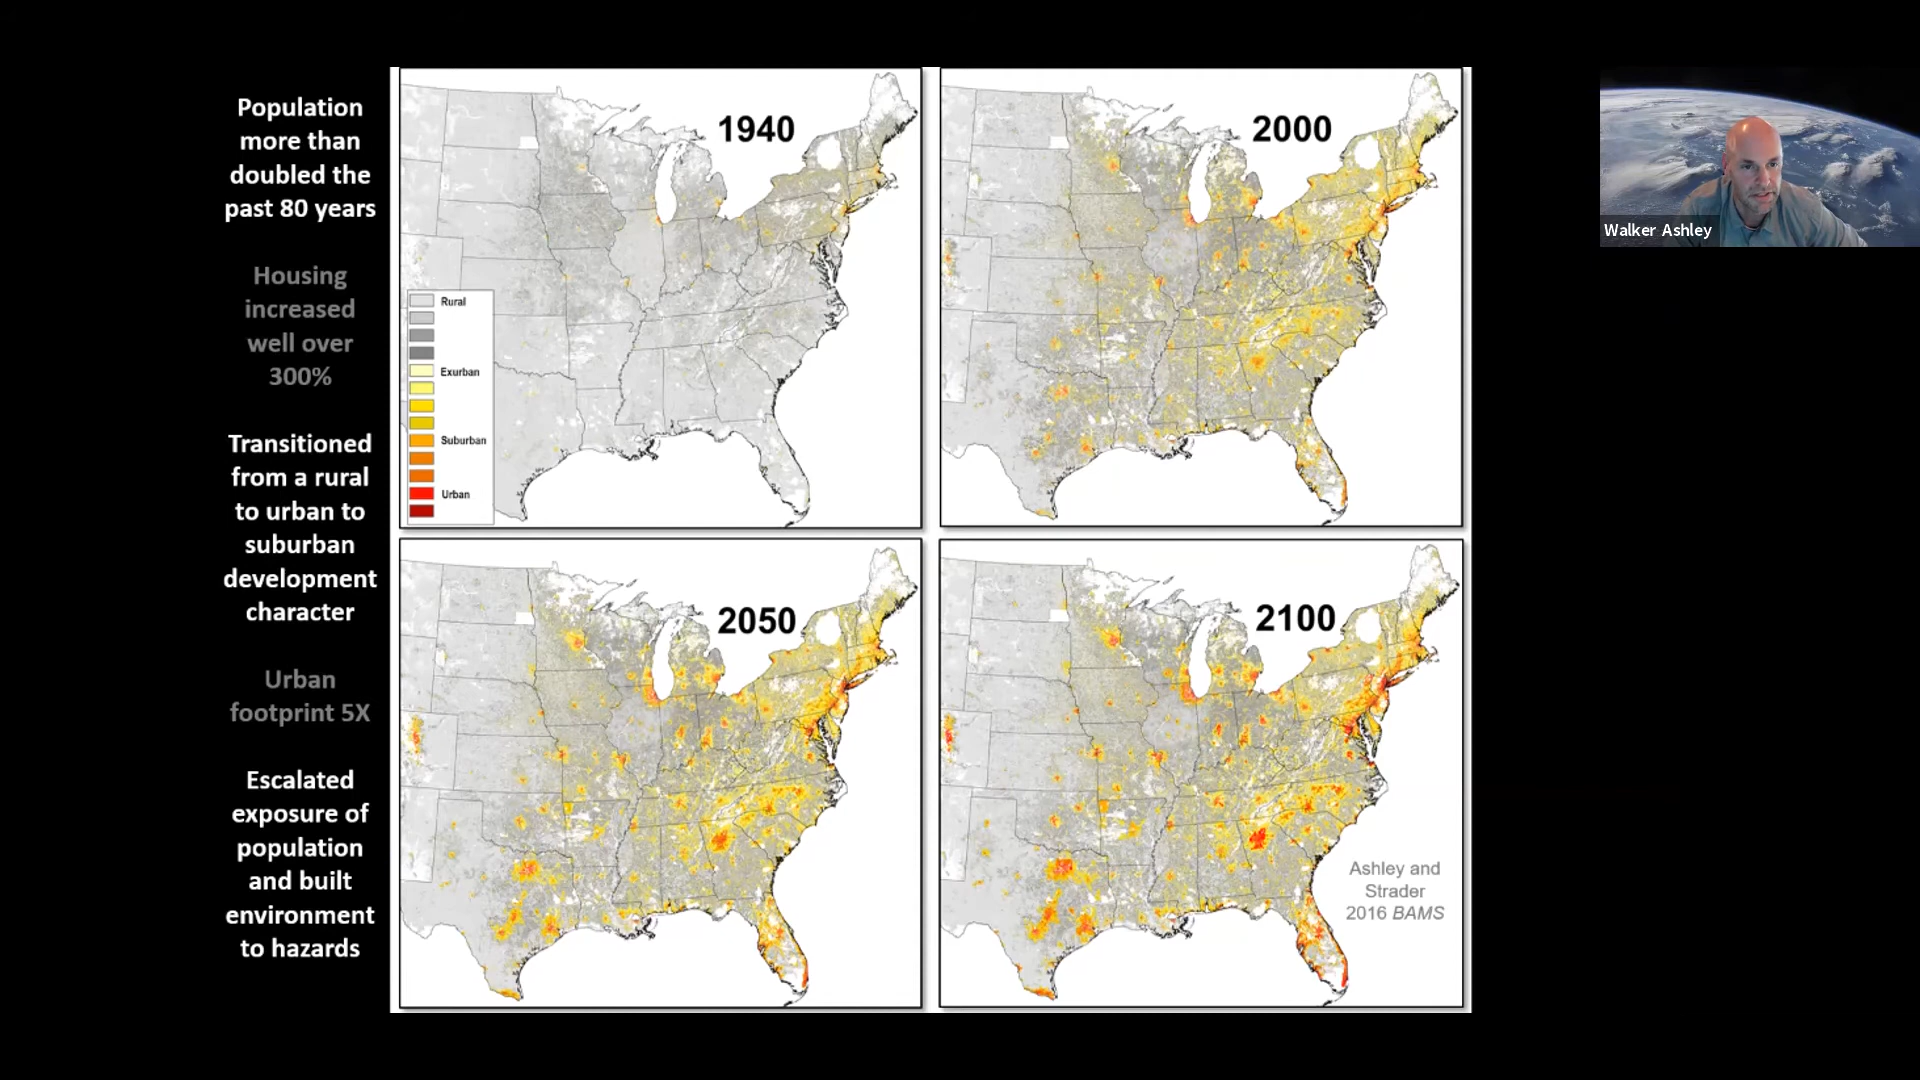 Population
more than
doubled the
past 80 years
Housing
increased
well over
300%
Transitioned
from a rural
to urban to
suburban
development
character
Urban
footprint 5X
Escalated
exposure of
population
and built
environment
to hazards
1940
Rural
Exurban
Suburban
Urban
2000
2050
2100
Ashley and
Strader
2016 BAMS
Walker Ashley